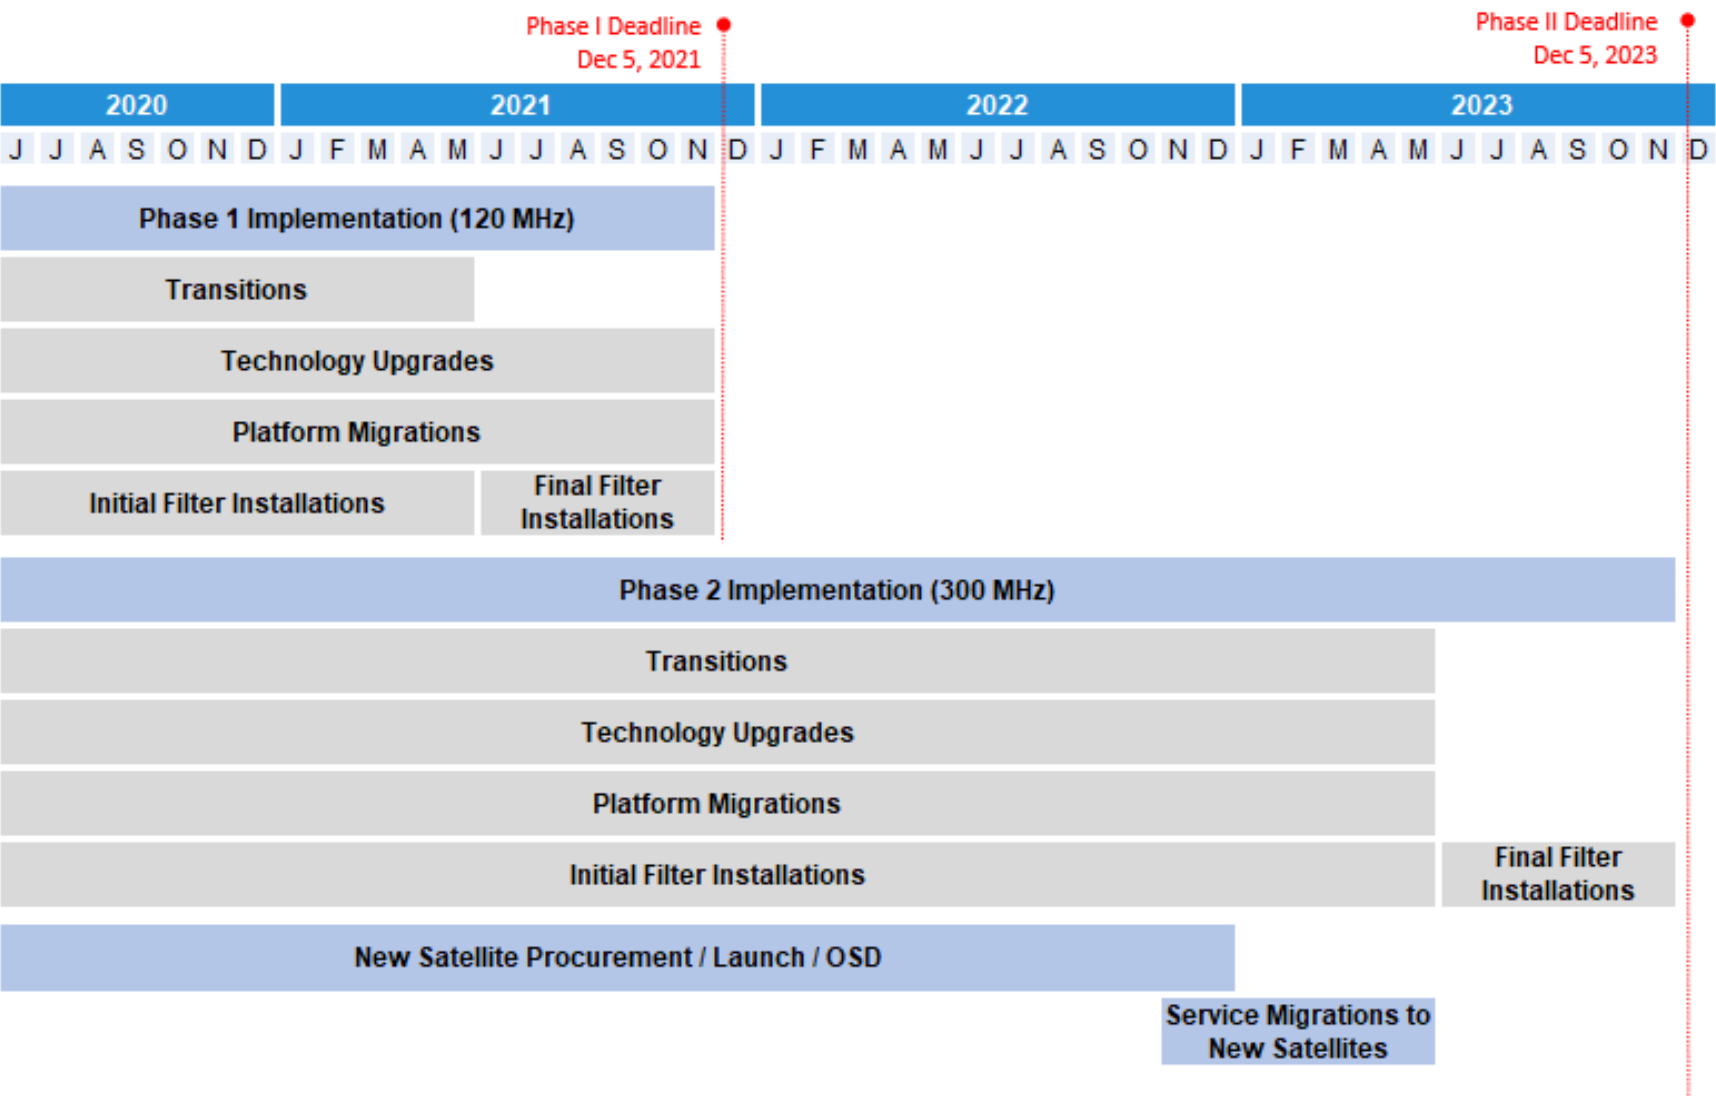 Phase I Deadline
Dec 5, 2021
Phase II Deadline
Dec 5, 2023
2020 2021 2022 2023
J J A S O N D J F M A M J J A S O N D J F M A M J J A S O N D J F M A M J J A S O N D
Phase 1 Implementation (120 MHz)
Transitions
Technology Upgrades
Platform Migrations
Initial Filter Installations
Final Filter
Installations
Phase 2 Implementation (300 MHz)
Transitions
Technology Upgrades
Platform Migrations
Initial Filter Installations
Final Filter
Installations
New Satellite Procurement / Launch / OSD
Service Migrations to
New Satellites